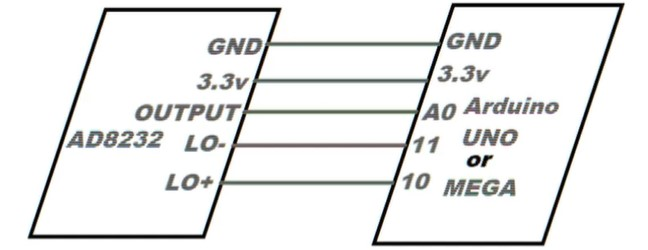 GND GND
3.3v 3.3v
OUTPUT A0 Arduino
AD8232 LO- 11 UNO
or
LO+ 10 MEGA